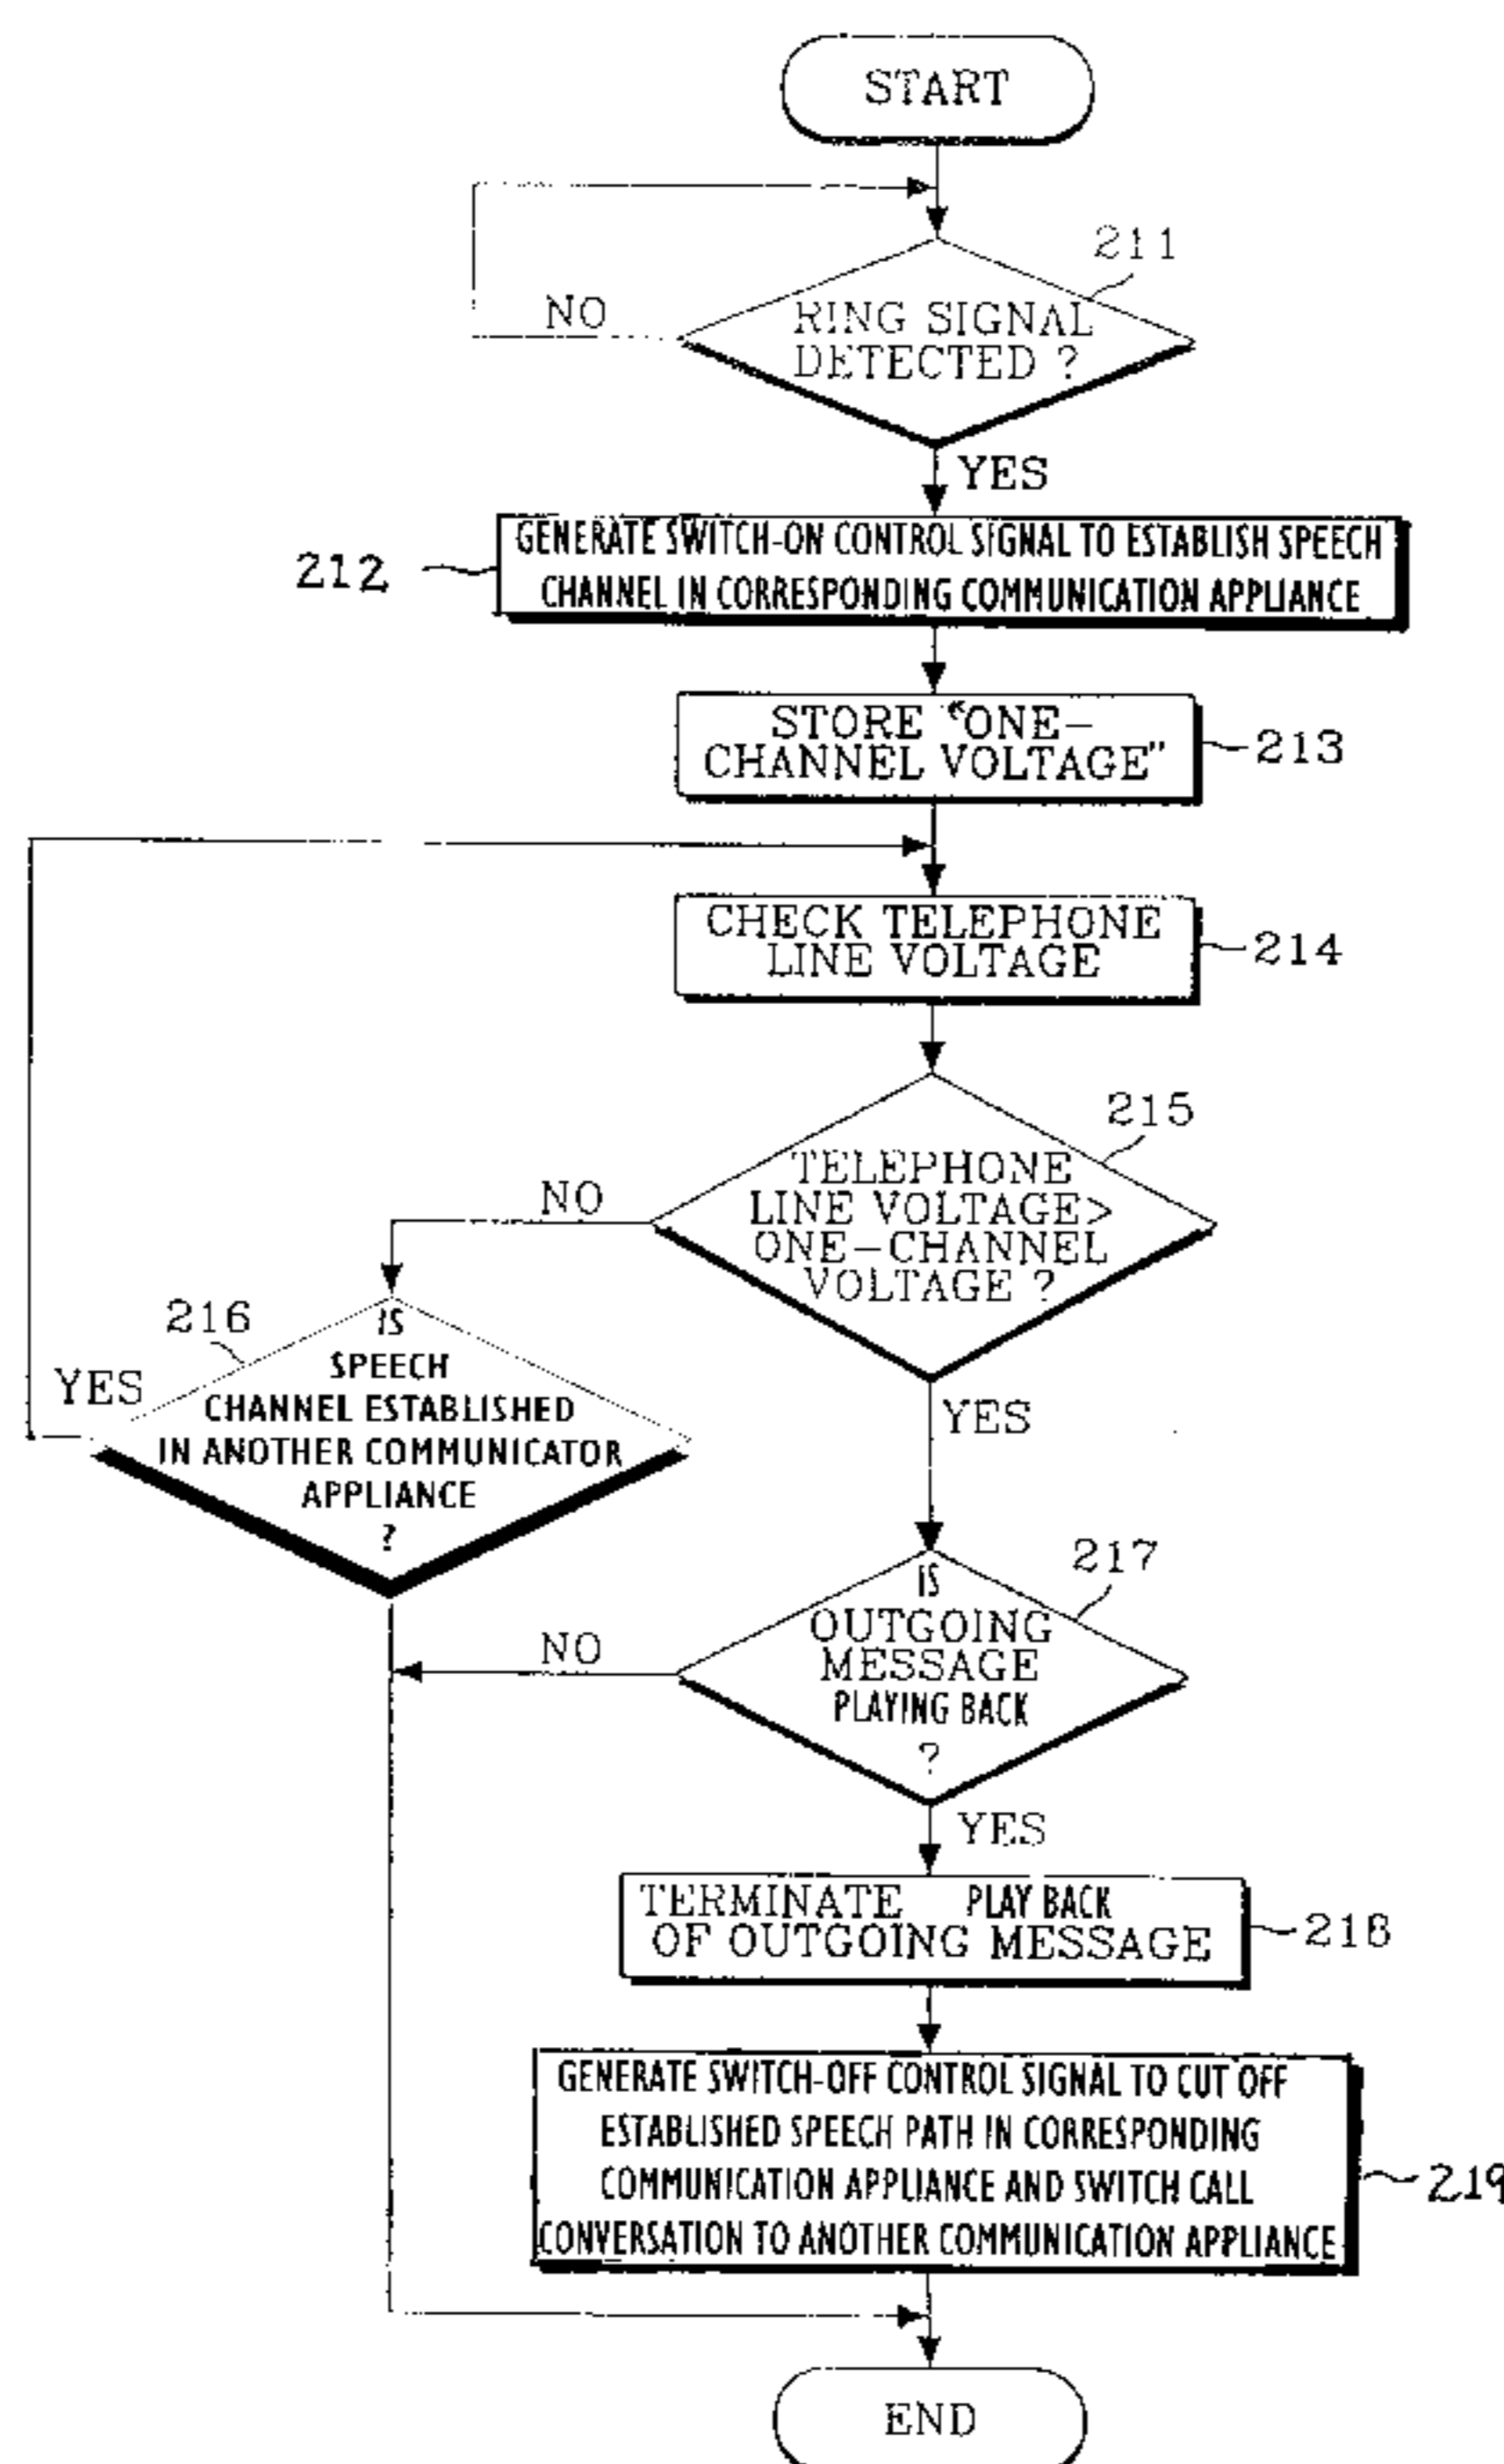 START
211
NO
RING SIGNAL
DETECTED ?
YES
212
GENERATE SWITCH-ON CONTROL SIGNAL TO ESTABLISH SPEECH
CHANNEL IN CORRESPONDING COMMUNICATION APPLIANCE
STORE "ONE-
CHANNEL VOLTAGE"
213
CHECK TELEPHONE
LINE VOLTAGE
214
215
TELEPHONE
LINE VOLTAGE>
ONE-CHANNEL
VOLTAGE ?
NO
216
IS
SPEECH
CHANNEL ESTABLISHED
IN ANOTHER COMMUNICATOR
APPLIANCE
?
YES
YES
217
IS
OUTGOING
MESSAGE
PLAYING BACK
?
NO
YES
TERMINATE PLAY BACK
OF OUTGOING MESSAGE
218
GENERATE SWITCH-OFF CONTROL SIGNAL TO CUT OFF
ESTABLISHED SPEECH PATH IN CORRESPONDING
COMMUNICATION APPLIANCE AND SWITCH CALL
CONVERSATION TO ANOTHER COMMUNICATION APPLIANCE
219
END